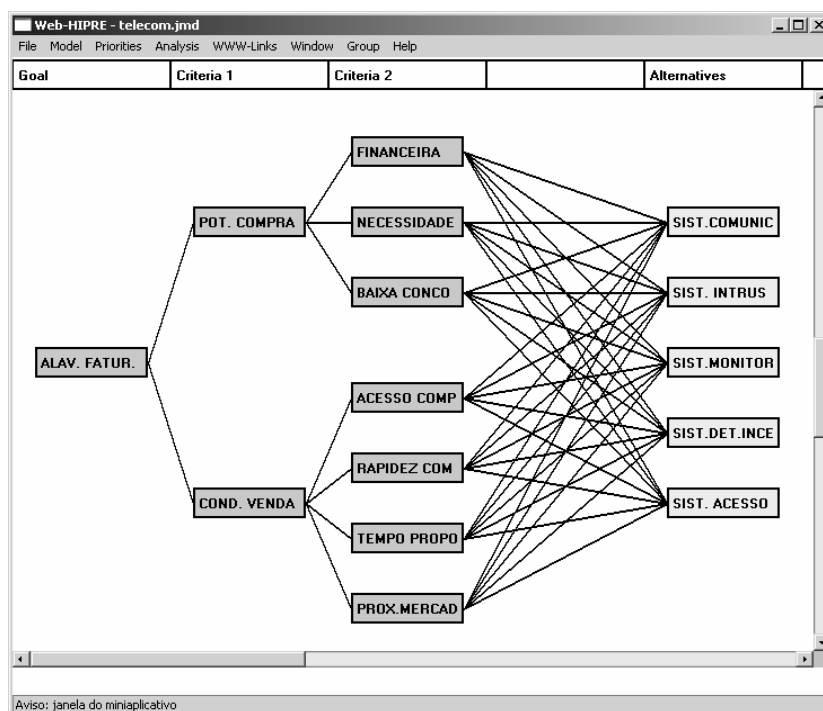 Web-HIPRE - telecom.jmd
File Model Priorities Analysis WWW-Links Window Group Help
Goal Criteria 1 Criteria 2 Alternatives
FINANCEIRA
POT. COMPRA NECESSIDADE SIST.COMUNIC
BAIXA CONCO SIST. INTRUS
ALAV. FATUR. SIST.MONITOR
ACESSO COMP
SIST.DET.INCE
RAPIDEZ COM
COND. VENDA SIST. ACESSO
TEMPO PROPO
PROX.MERCAD
Aviso: janela do miniaplicativo